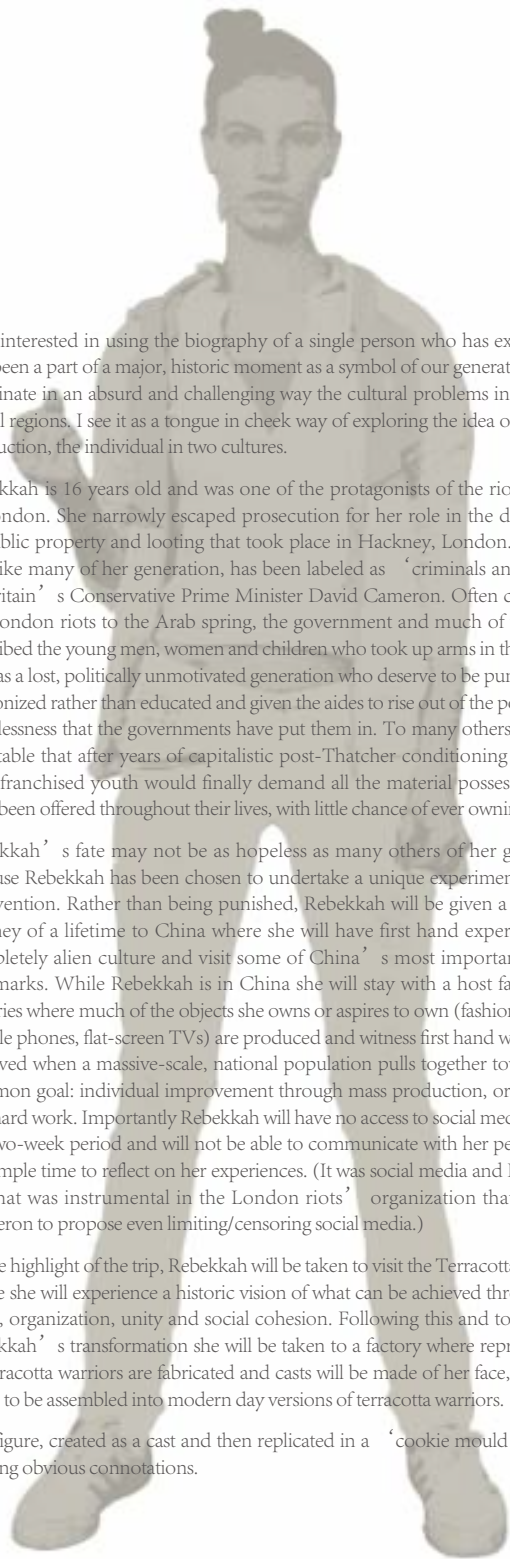 interested in using the biography of a single person who has ex
been a part of a major, historic moment as a symbol of our generat
inate in an absurd and challenging way the cultural problems in
l regions. I see it as a tongue in cheek way of exploring the idea o
uction, the individual in two cultures.
kkah is 16 years old and was one of the protagonists of the rio
ondon. She narrowly escaped prosecution for her role in the d
blic property and looting that took place in Hackney, London.
ike many of her generation, has been labeled as ‘criminals an
ritain’s Conservative Prime Minister David Cameron. Often c
ondon riots to the Arab spring, the government and much of
ibed the young men, women and children who took up arms in th
as a lost, politically unmotivated generation who deserve to be pun
onized rather than educated and given the aides to rise out of the po
lessness that the governments have put them in. To many others
table that after years of capitalistic post-Thatcher conditioning
franchised youth would finally demand all the material posses
been offered throughout their lives, with little chance of ever ownin
kkah’s fate may not be as hopeless as many others of her g
use Rebekkah has been chosen to undertake a unique experimen
vention. Rather than being punished, Rebekkah will be given a
ney of a lifetime to China where she will have first hand exper
pletely alien culture and visit some of China’s most importan
marks. While Rebekkah is in China she will stay with a host fa
ries where much of the objects she owns or aspires to own (fashion
le phones, flat-screen TVs) are produced and witness first hand w
ved when a massive-scale, national population pulls together tov
mon goal: individual improvement through mass production, or
hard work. Importantly Rebekkah will have no access to social med
two-week period and will not be able to communicate with her pe
mple time to reflect on her experiences. (It was social media and
hat was instrumental in the London riots’ organization that
eron to propose even limiting/censoring social media.)
e highlight of the trip, Rebekkah will be taken to visit the Terracotta
e she will experience a historic vision of what can be achieved thr
, organization, unity and social cohesion. Following this and to
kkah’s transformation she will be taken to a factory where repr
rracotta warriors are fabricated and casts will be made of her face,
to be assembled into modern day versions of terracotta warriors.
figure, created as a cast and then replicated in a ‘cookie mould
ng obvious connotations.